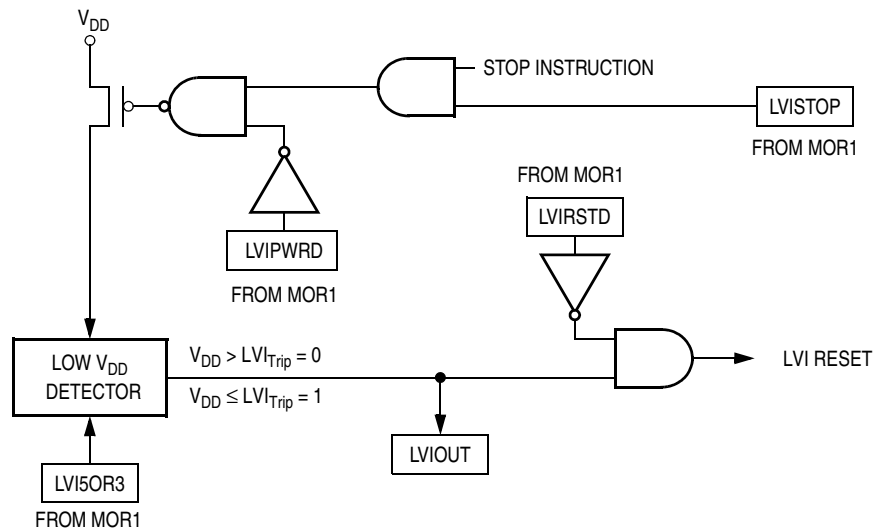 VDD
STOP INSTRUCTION
LVISTOP
FROM MOR1
FROM MOR1
LVIRSTD
LVIPWRD
FROM MOR1
LOW VDD
DETECTOR
VDD > LVITrip = 0
VDD ≤ LVITrip = 1
LVI RESET
LVIOUT
LVI5OR3
FROM MOR1